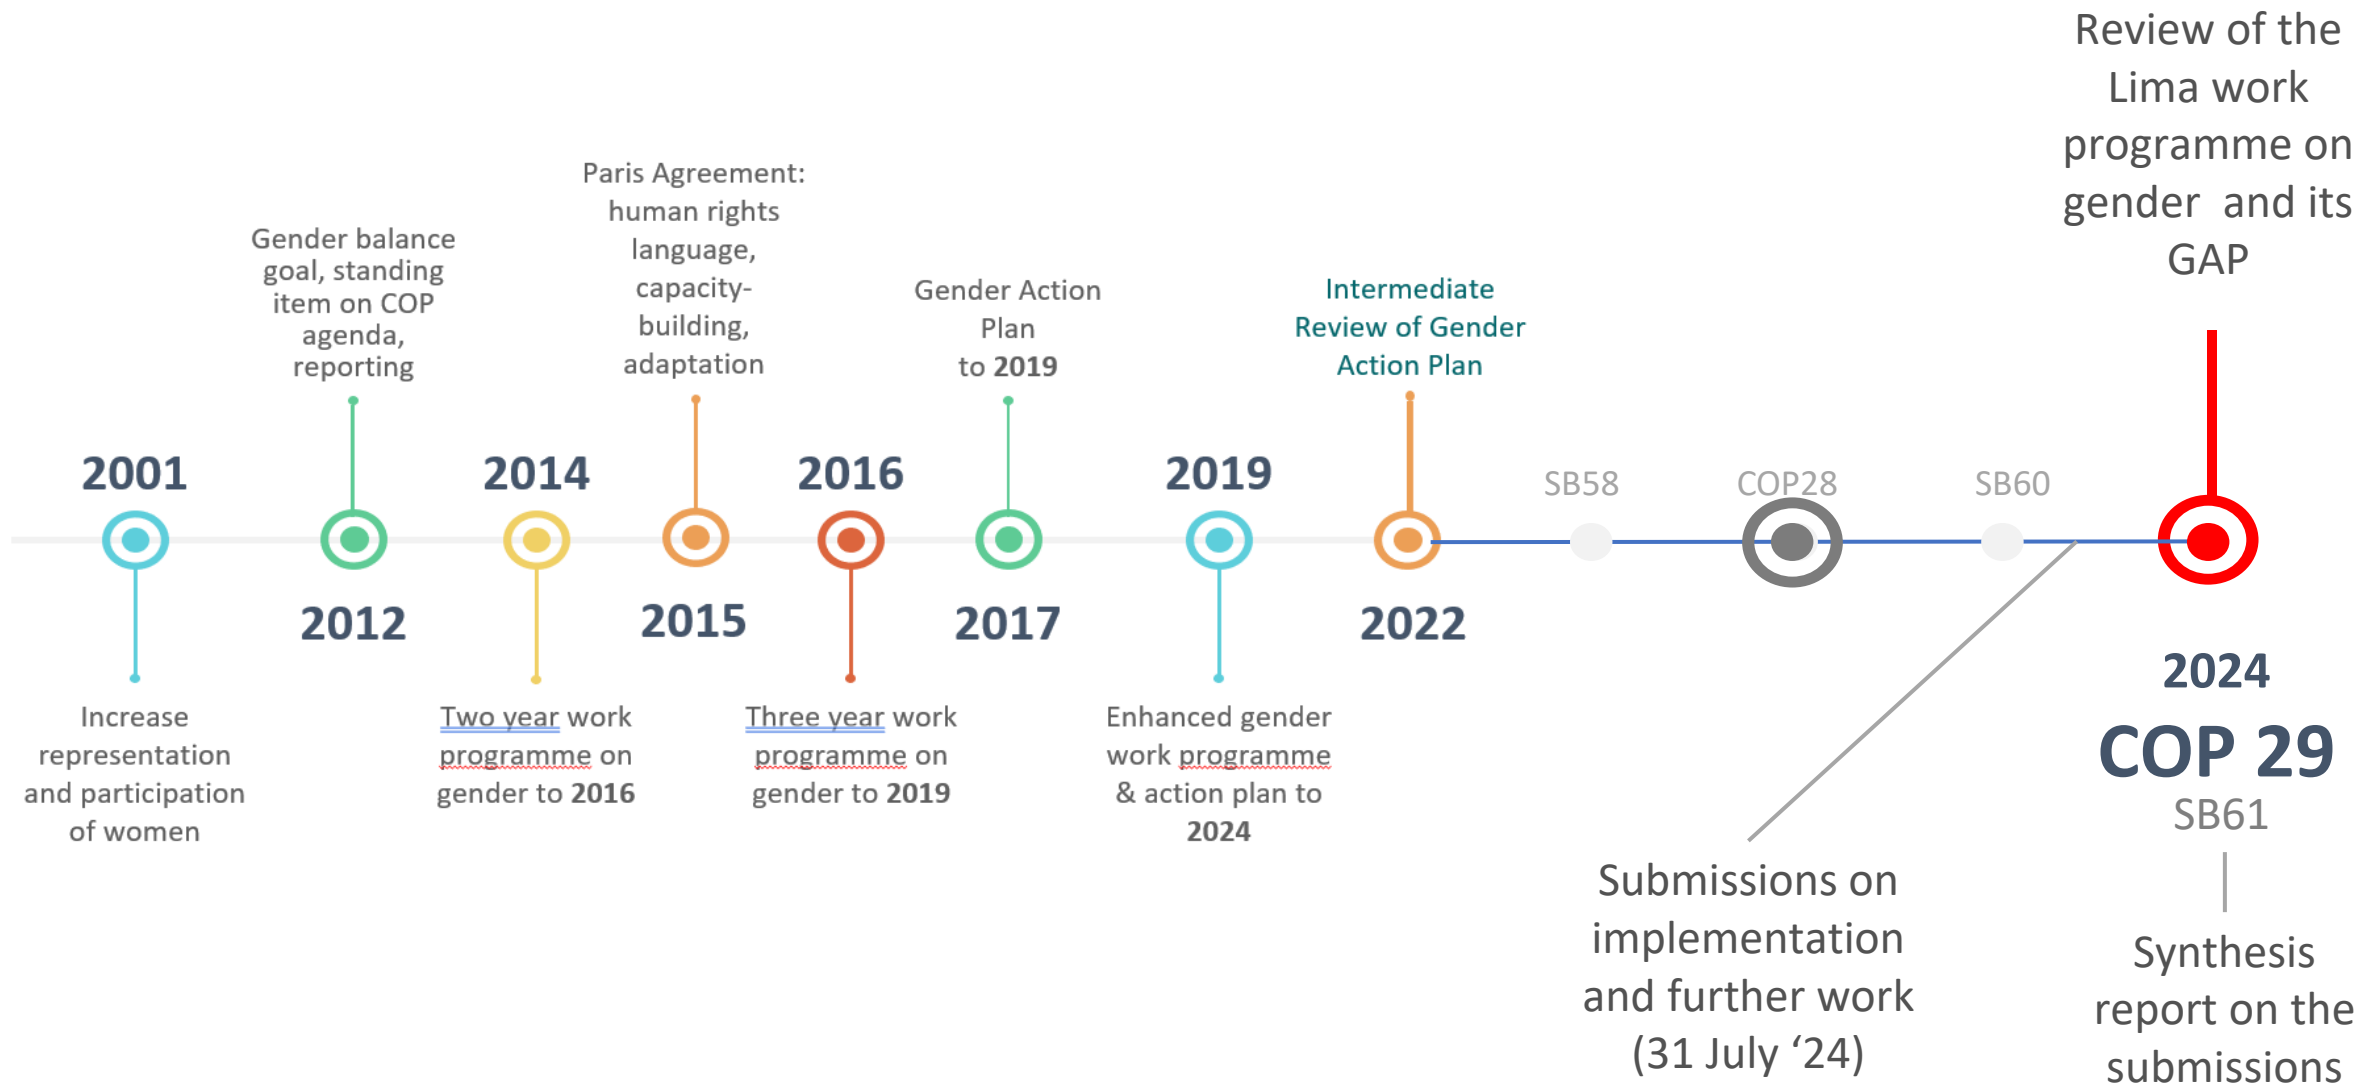 Increase
representation
and participation
of women
2001
Gender balance
goal, standing
item on COP
agenda,
reporting
2012
2014
Two year work
programme on
gender to 2016
Paris Agreement:
human rights
language,
capacity-
building,
adaptation
2015
2016
Three year work
programme on
gender to 2019
Gender Action
Plan
to 2019
2017
2019
Enhanced gender
work programme
& action plan to
2024
Intermediate
Review of Gender
Action Plan
2022
SB58
COP28
SB60
Submissions on
implementation
and further work
(31 July ‘24)
Review of the
Lima work
programme on
gender  and its
GAP
2024
COP 29
SB61
Synthesis
report on the
submissions